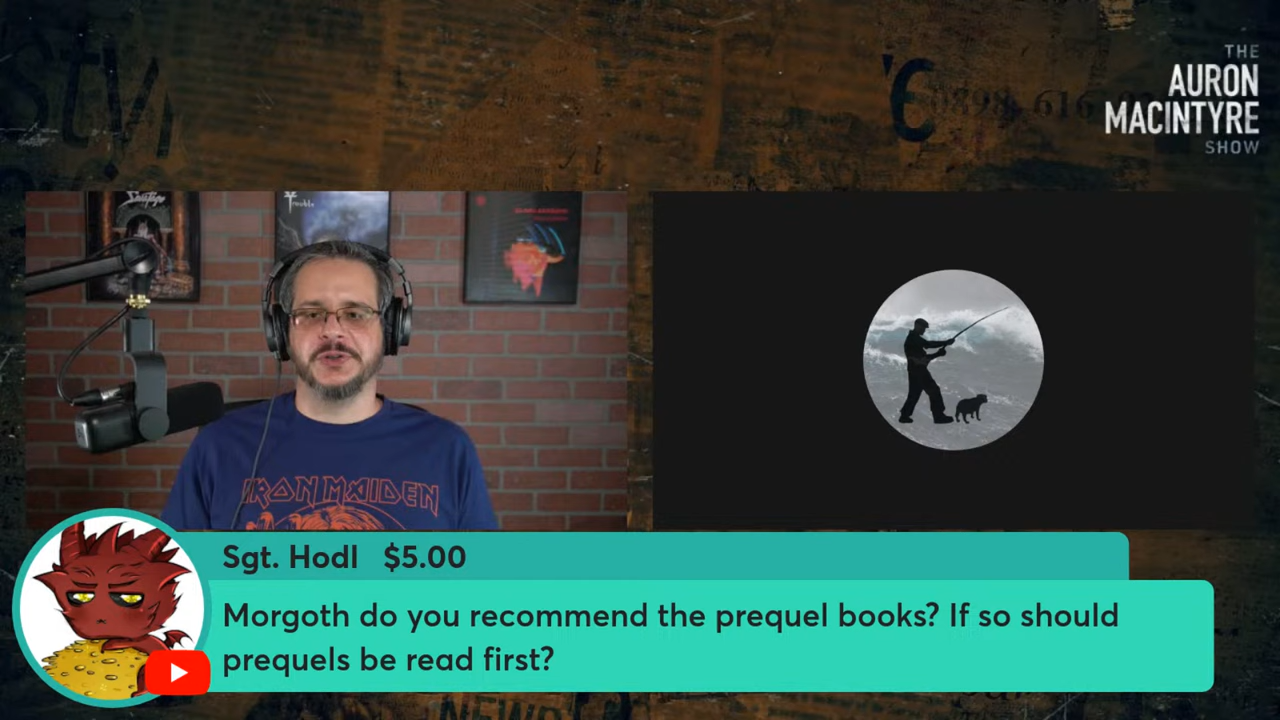 THE
AURON
MACINTYRE
SHOW
Trouble
IRON MAIDEN
Sgt. Hodl $5.00
Morgoth do you recommend the prequel books? If so should
prequels be read first?